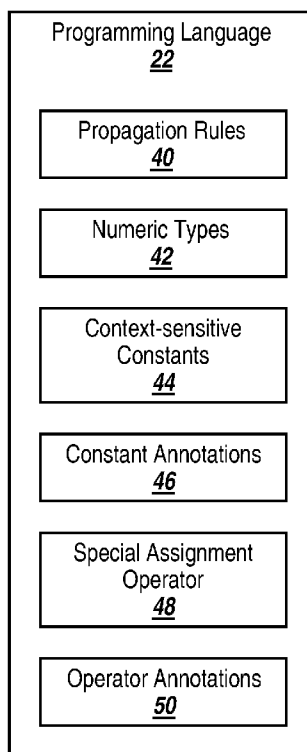 Programming Language
22
Propagation Rules
40
Numeric Types
42
Context-sensitive
Constants
44
Constant Annotations
46
Special Assignment
Operator
48
Operator Annotations
50